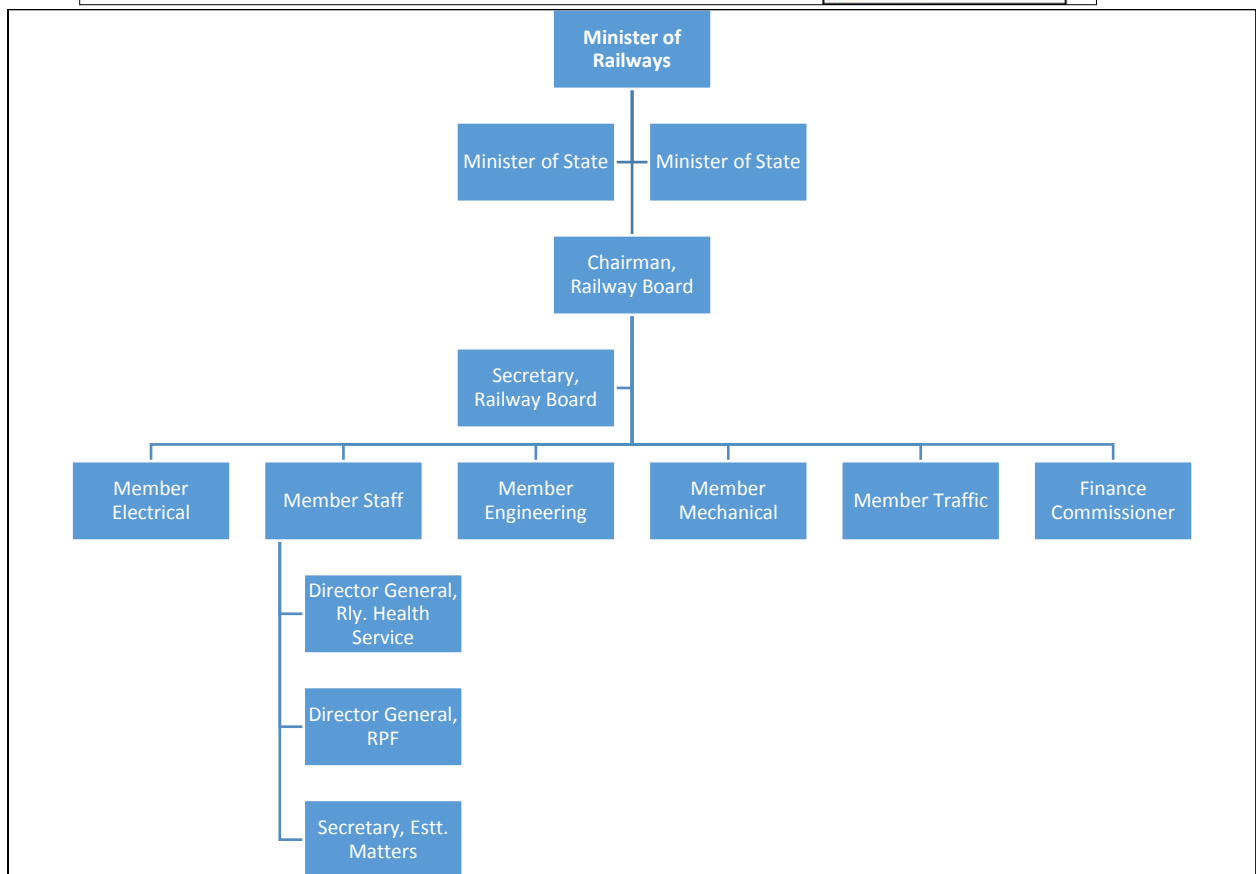 Minister of
Railways
Minister of State
Minister of State
Chairman,
Railway Board
Secretary,
Railway Board
Member
Electrical
Member Staff
Member
Engineering
Member
Mechanical
Member Traffic
Finance
Commissioner
Director General,
Rly. Health
Service
Director General,
RPF
Secretary, Estt.
Matters